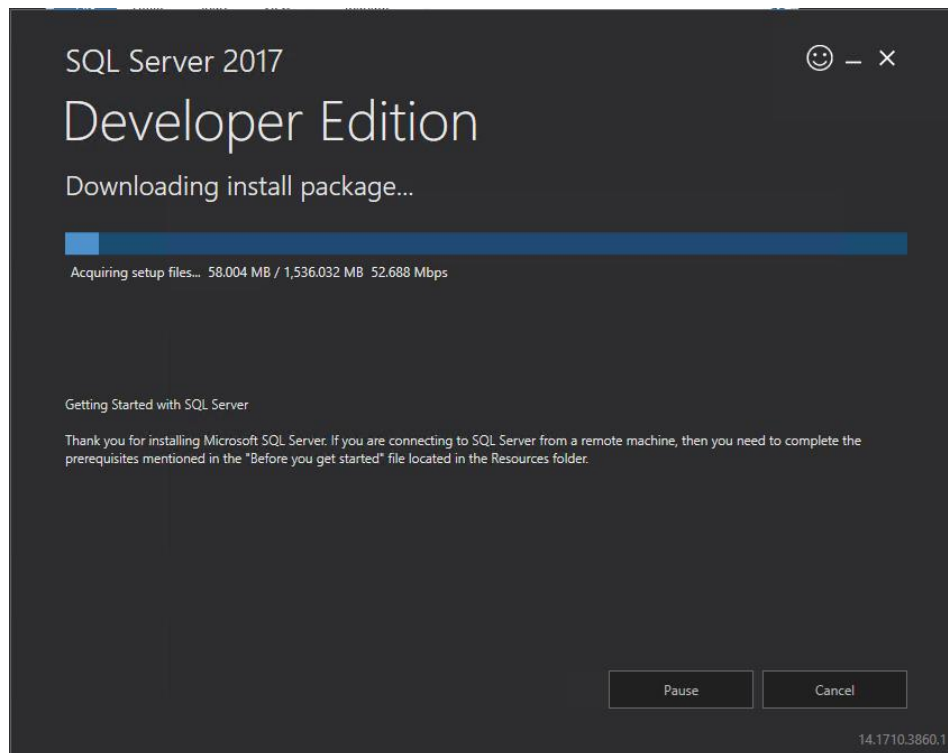 SQL Server 2017
Developer Edition
Downloading install package...
Acquiring setup files... 58.004 MB / 1,536.032 MB 52.688 Mbps
Getting Started with SQL Server
Thank you for installing Microsoft SQL Server. If you are connecting to SQL Server from a remote machine, then you need to complete the
prerequisites mentioned in the "Before you get started" file located in the Resources folder.
Pause
Cancel
14.1710.3860.1